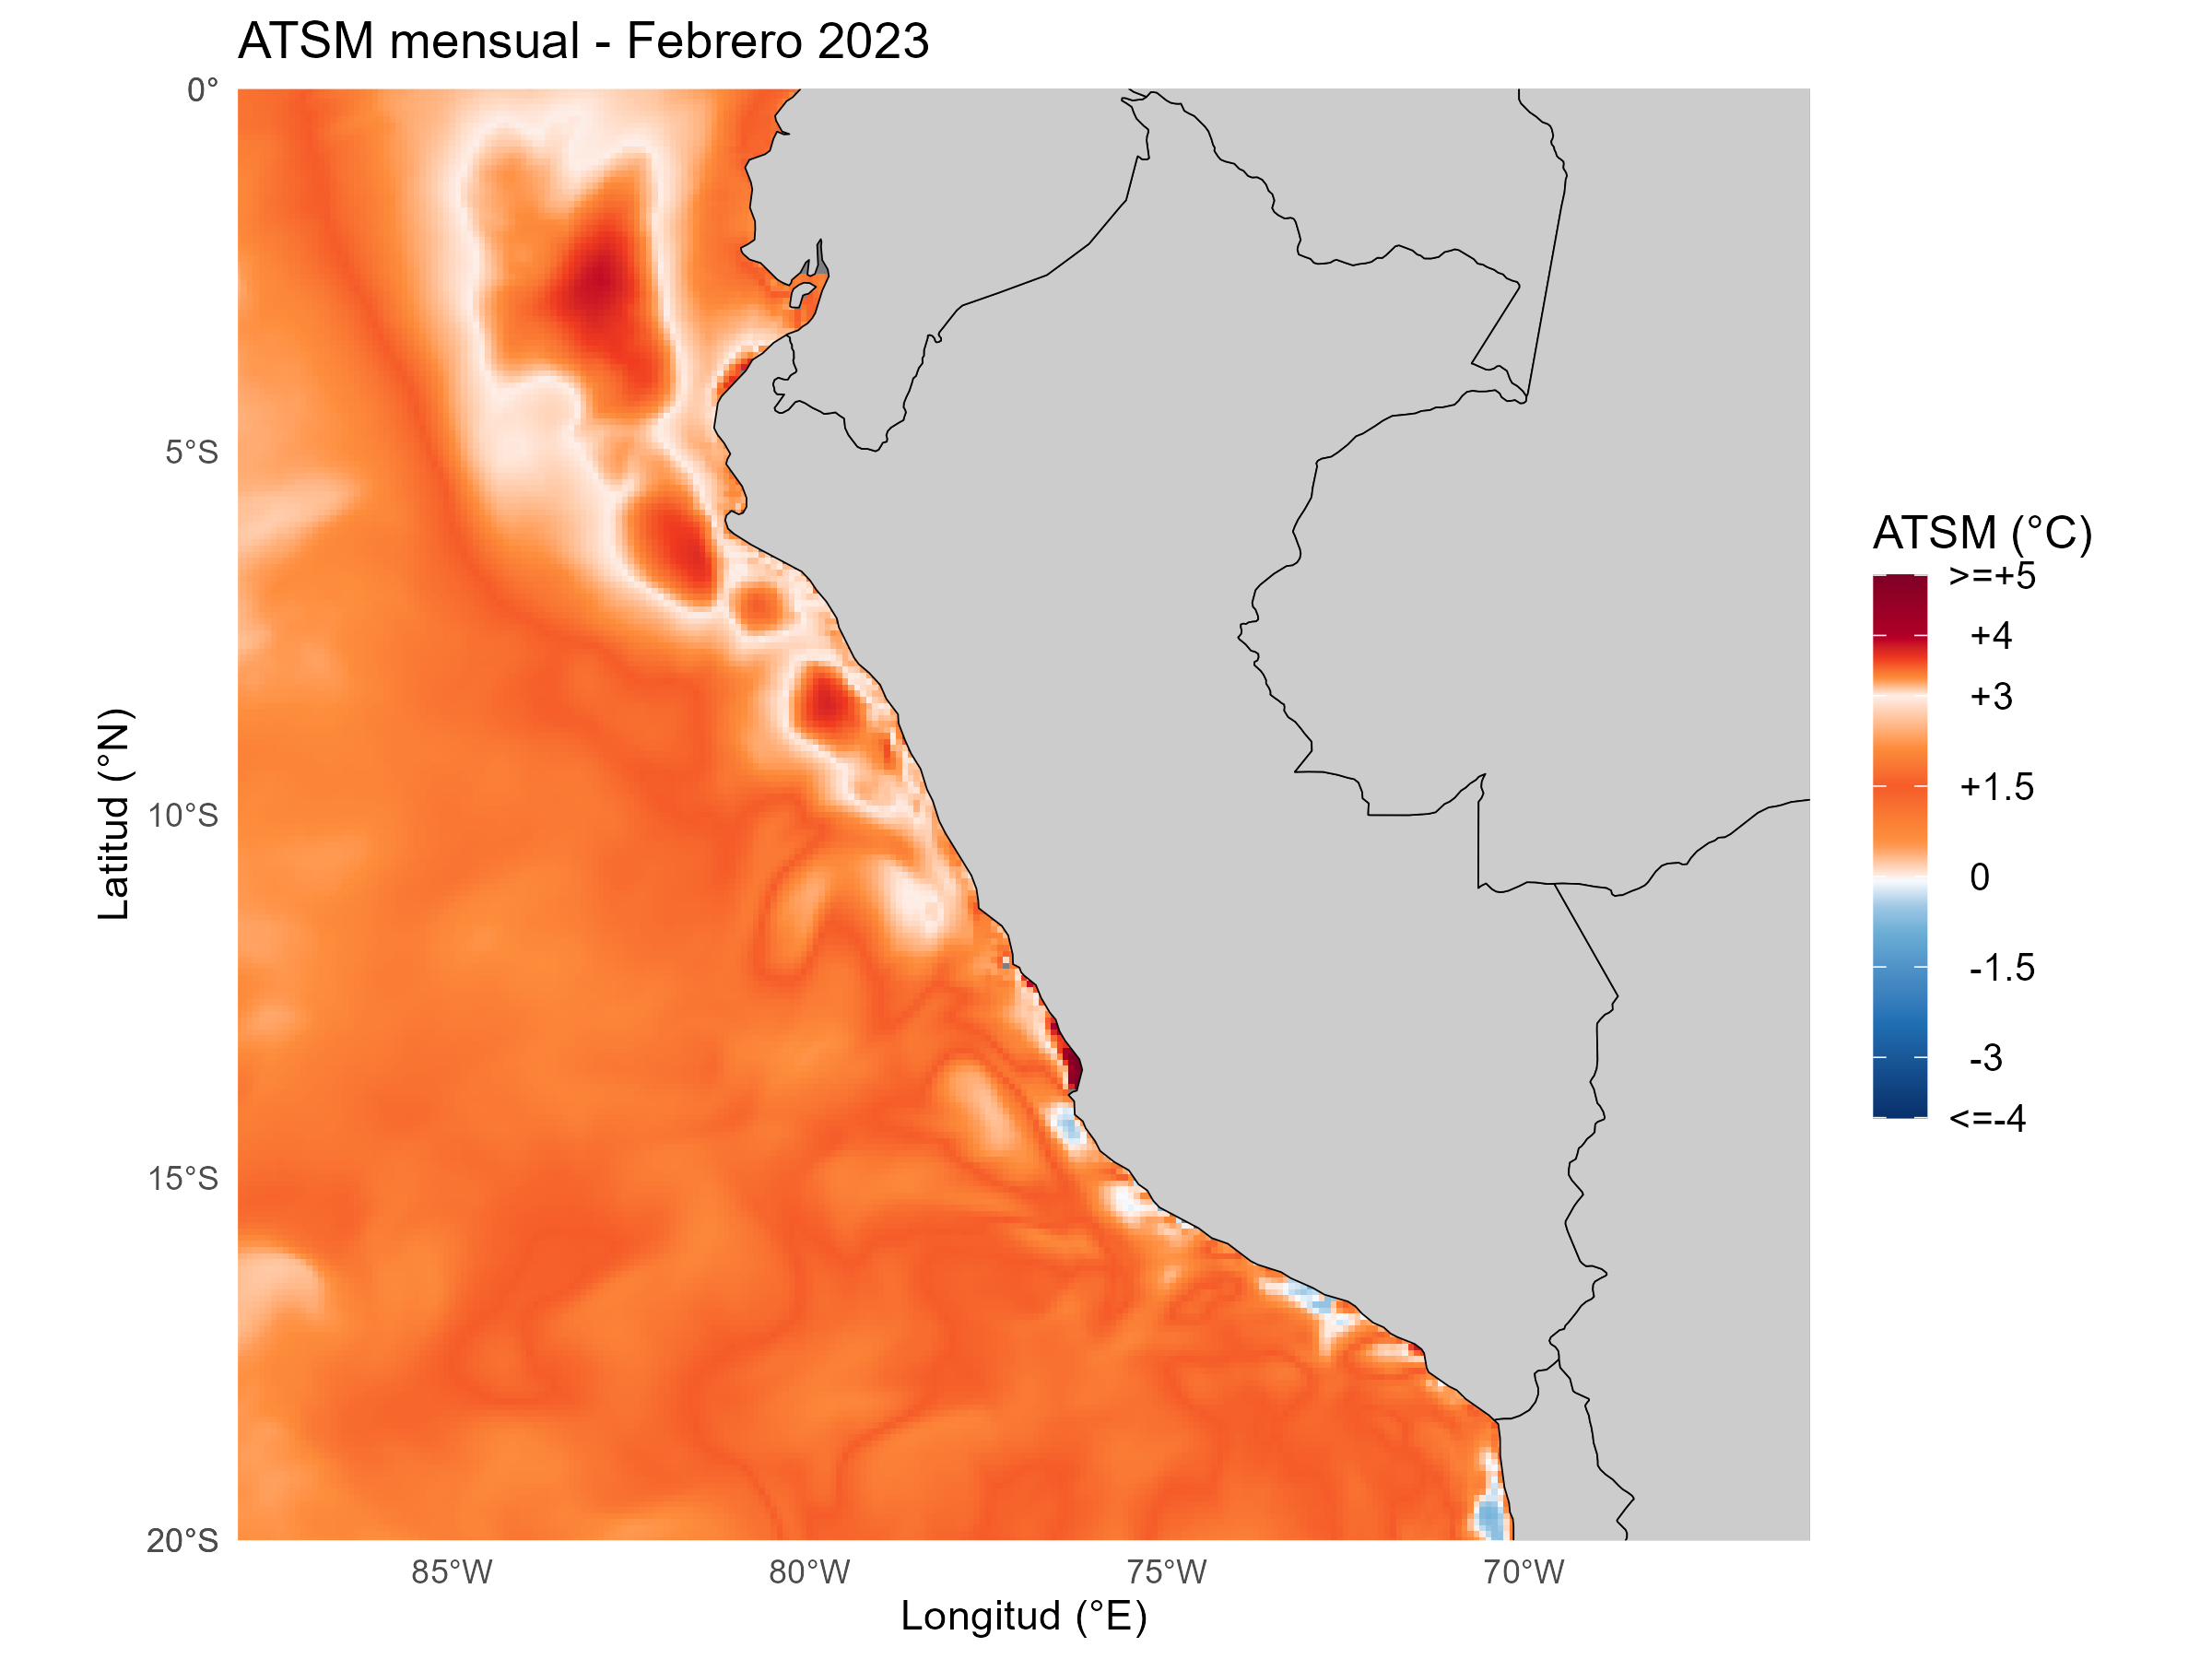 ATSM mensual - Febrero 2023
0°
5°S
10°S
15°S
20°S
Latitud (°N)
85°W
80°W
75°W
70°W
Longitud (°E)
ATSM (°C)
>=+5
+4
+3
+1.5
0
-1.5
-3
<=-4